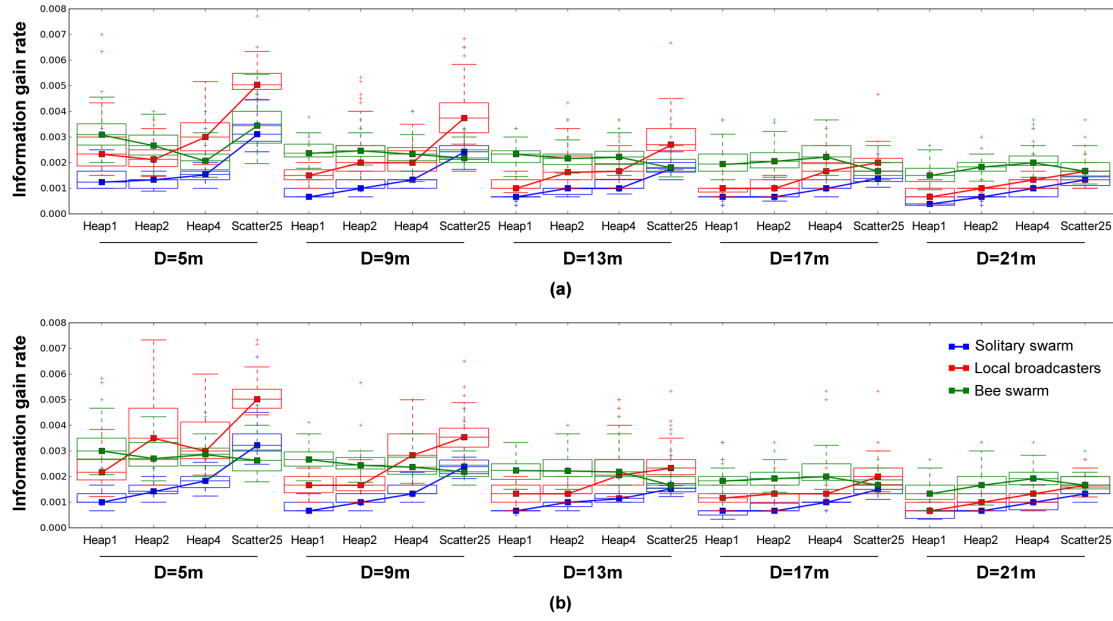 (a)
Information gain rate
0.008
0.007
0.006
0.005
0.004
0.003
0.002
0.001
0.000
Heap1 Heap2 Heap4 Scatter25 Heap1 Heap2 Heap4 Scatter25 Heap1 Heap2 Heap4 Scatter25 Heap1 Heap2 Heap4 Scatter25 Heap1 Heap2 Heap4 Scatter25
D=5m D=9m D=13m D=17m D=21m
Information gain rate
0.008
0.007
0.006
0.005
0.004
0.003
0.002
0.001
0.000
Solitary swarm
Local broadcasters
Bee swarm
Heap1 Heap2 Heap4 Scatter25 Heap1 Heap2 Heap4 Scatter25 Heap1 Heap2 Heap4 Scatter25 Heap1 Heap2 Heap4 Scatter25 Heap1 Heap2 Heap4 Scatter25
D=5m D=9m D=13m D=17m D=21m
(b)